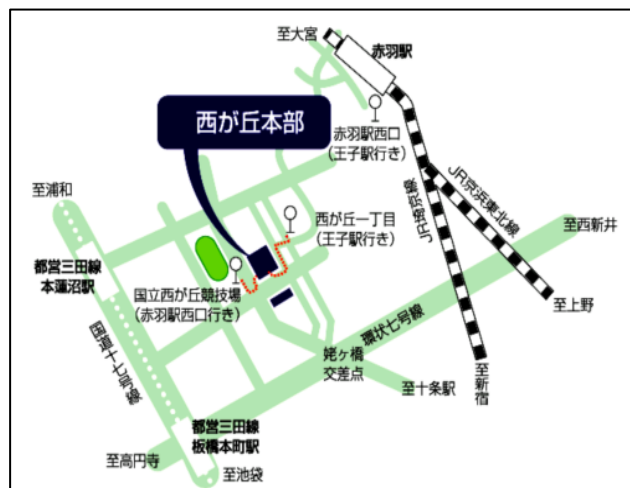 至大宮
赤羽駅
西が丘本部
赤羽駅西口
（王子駅行き）
JR埼京線
JR京浜東北線
至浦和
西が丘一丁目
（王子駅行き）
至西新井
都営三田線
本蓮沼駅
国立西が丘競技場
（赤羽駅西口行き）
至上野
環状七号線
国道十七号線
姥ヶ橋
交差点
至新宿
至十条駅
都営三田線
板橋本町駅
至高円寺
至池袋